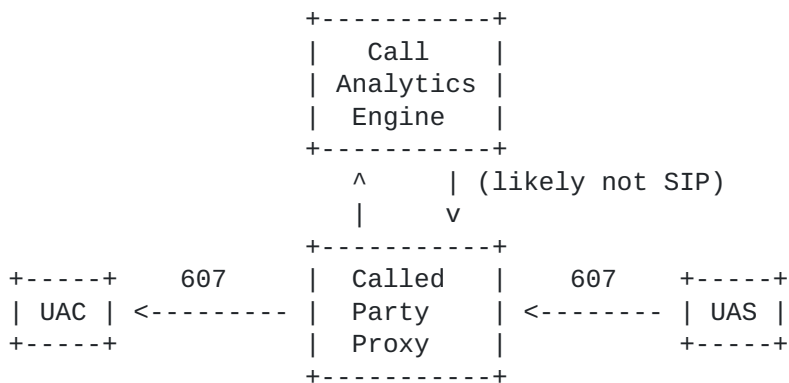 Call
Analytics
Engine
(likely not SIP)
607 Called 607
UAC Party UAS
Proxy